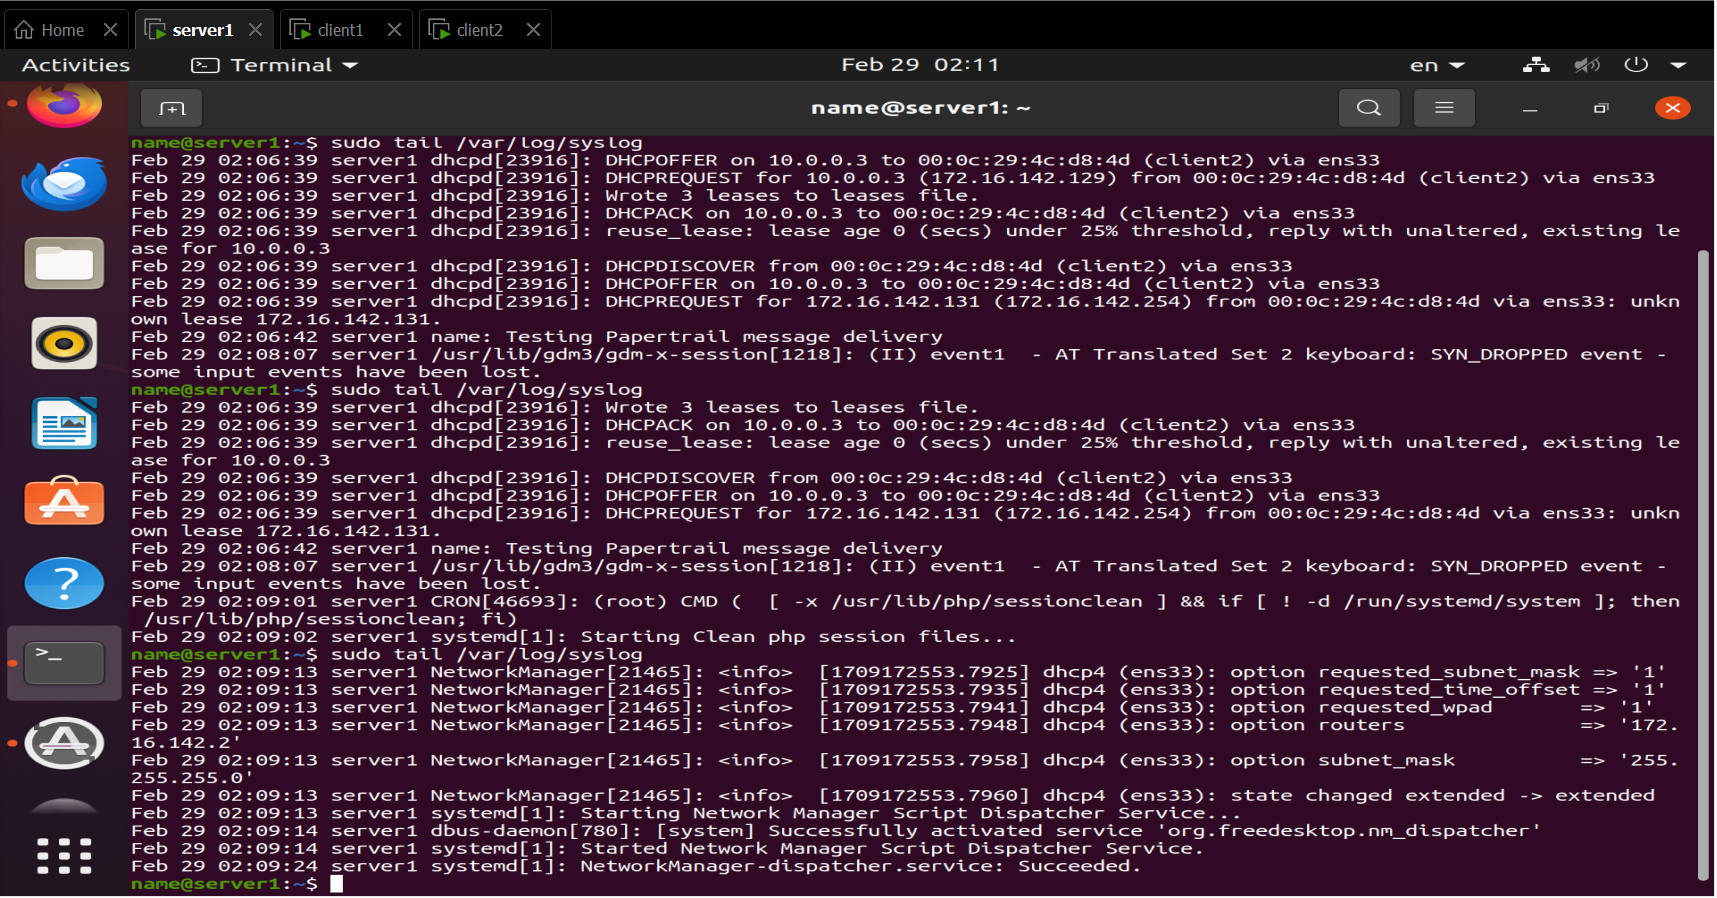 Home
server1
client1
client2
Activities
Terminal
Feb 29 02:11
en
name@server1: ~
name@server1:~$ sudo tail /var/log/syslog
Feb 29 02:06:39 server1 dhcpd[23916]: DHCPOFFER on 10.0.0.3 to 00:0c:29:4c:d8:4d (client2) via ens33
Feb 29 02:06:39 server1 dhcpd[23916]: DHCPREQUEST for 10.0.0.3 (172.16.142.129) from 00:0c:29:4c:d8:4d (client2) via ens33
Feb 29 02:06:39 server1 dhcpd[23916]: Wrote 3 leases to leases file.
Feb 29 02:06:39 server1 dhcpd[23916]: DHCPACK on 10.0.0.3 to 00:0c:29:4c:d8:4d (client2) via ens33
Feb 29 02:06:39 server1 dhcpd[23916]: reuse_lease: lease age 0 (secs) under 25% threshold, reply with unaltered, existing le
ase for 10.0.0.3
Feb 29 02:06:39 server1 dhcpd[23916]: DHCPDISCOVER from 00:0c:29:4c:d8:4d (client2) via ens33
Feb 29 02:06:39 server1 dhcpd[23916]: DHCPOFFER on 10.0.0.3 to 00:0c:29:4c:d8:4d (client2) via ens33
Feb 29 02:06:39 server1 dhcpd[23916]: DHCPREQUEST for 172.16.142.131 (172.16.142.254) from 00:0c:29:4c:d8:4d via ens33: unkn
own lease 172.16.142.131.
Feb 29 02:06:42 server1 name: Testing Papertrail message delivery
Feb 29 02:08:07 server1 /usr/lib/gdm3/gdm-x-session[1218]: (II) event1  - AT Translated Set 2 keyboard: SYN_DROPPED event -
some input events have been lost.
name@server1:~$ sudo tail /var/log/syslog
Feb 29 02:06:39 server1 dhcpd[23916]: Wrote 3 leases to leases file.
Feb 29 02:06:39 server1 dhcpd[23916]: DHCPACK on 10.0.0.3 to 00:0c:29:4c:d8:4d (client2) via ens33
Feb 29 02:06:39 server1 dhcpd[23916]: reuse_lease: lease age 0 (secs) under 25% threshold, reply with unaltered, existing le
ase for 10.0.0.3
Feb 29 02:06:39 server1 dhcpd[23916]: DHCPDISCOVER from 00:0c:29:4c:d8:4d (client2) via ens33
Feb 29 02:06:39 server1 dhcpd[23916]: DHCPOFFER on 10.0.0.3 to 00:0c:29:4c:d8:4d (client2) via ens33
Feb 29 02:06:39 server1 dhcpd[23916]: DHCPREQUEST for 172.16.142.131 (172.16.142.254) from 00:0c:29:4c:d8:4d via ens33: unkn
own lease 172.16.142.131.
Feb 29 02:06:42 server1 name: Testing Papertrail message delivery
Feb 29 02:08:07 server1 /usr/lib/gdm3/gdm-x-session[1218]: (II) event1  - AT Translated Set 2 keyboard: SYN_DROPPED event -
some input events have been lost.
Feb 29 02:09:01 server1 CRON[46693]: (root) CMD (  [ -x /usr/lib/php/sessionclean ] && if [ ! -d /run/systemd/system ]; then
 /usr/lib/php/sessionclean; fi)
Feb 29 02:09:02 server1 systemd[1]: Starting Clean php session files...
name@server1:~$ sudo tail /var/log/syslog
Feb 29 02:09:13 server1 NetworkManager[21465]: <info>  [1709172553.7925] dhcp4 (ens33): option requested_subnet_mask => '1'
Feb 29 02:09:13 server1 NetworkManager[21465]: <info>  [1709172553.7935] dhcp4 (ens33): option requested_time_offset => '1'
Feb 29 02:09:13 server1 NetworkManager[21465]: <info>  [1709172553.7941] dhcp4 (ens33): option requested_wpad       => '1'
Feb 29 02:09:13 server1 NetworkManager[21465]: <info>  [1709172553.7948] dhcp4 (ens33): option routers              => '172.
16.142.2'
Feb 29 02:09:13 server1 NetworkManager[21465]: <info>  [1709172553.7958] dhcp4 (ens33): option subnet_mask          => '255.
255.255.0'
Feb 29 02:09:13 server1 NetworkManager[21465]: <info>  [1709172553.7960] dhcp4 (ens33): state changed extended -> extended
Feb 29 02:09:13 server1 systemd[1]: Starting Network Manager Script Dispatcher Service...
Feb 29 02:09:14 server1 dbus-daemon[780]: [system] Successfully activated service 'org.freedesktop.nm_dispatcher'
Feb 29 02:09:14 server1 systemd[1]: Started Network Manager Script Dispatcher Service.
Feb 29 02:09:24 server1 systemd[1]: NetworkManager-dispatcher.service: Succeeded.
name@server1:~$